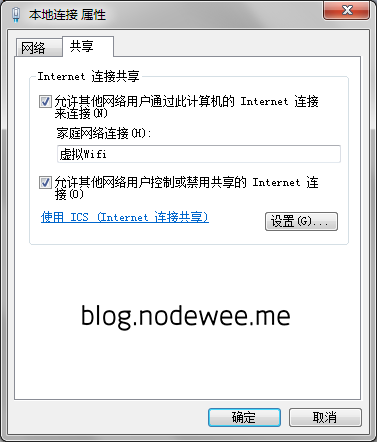 本地连接 属性
网络
共享
Internet 连接共享
允许其他网络用户通过此计算机的 Internet 连接
来连接(N)
家庭网络连接(H):
虚拟Wifi
允许其他网络用户控制或禁用共享的 Internet 连
接(O)
使用 ICS (Internet 连接共享)
设置(G)...
blog.nodewee.me
确定
取消